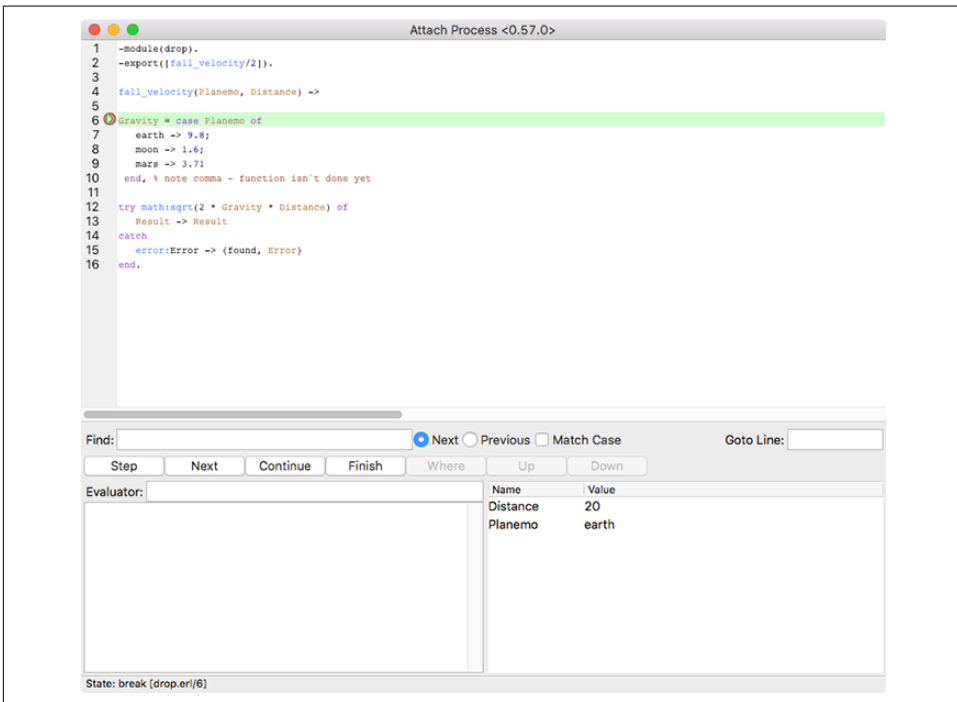 Attach Process <0.57.0>
1 -module(drop).
2 -export([fall_velocity/2]).
3
4 fall_velocity(Planemo, Distance) ->
5
6 Gravity = case Planemo of
7 earth -> 9.8;
8 moon -> 1.6;
9 mars -> 3.71
10 end, % note comma - function isn't done yet
11
12 try math:sqrt(2 * Gravity * Distance) of
13 Result -> Result
14 catch
15 error:Error -> {found, Error}
16 end.
Find: Next Previous Match Case Goto Line:
Step Next Continue Finish Where Up Down
Evaluator: Name Value
Distance 20
Planemo earth
State: break [drop.erl/6]